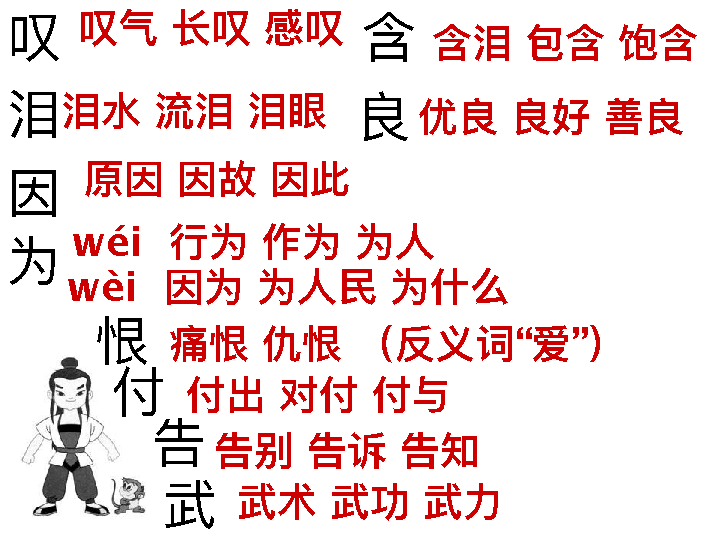 叹 叹气 长叹 感叹 含 含泪 包含 饱含
泪 泪水 流泪 泪眼 良 优良 良好 善良
因 原因 因故 因此
为 wéi 行为 作为 为人
wèi 因为 为人民 为什么
恨 痛恨 仇恨 （反义词“爱”）
付 付出 对付 付与
告 告别 告诉 告知
武 武术 武功 武力